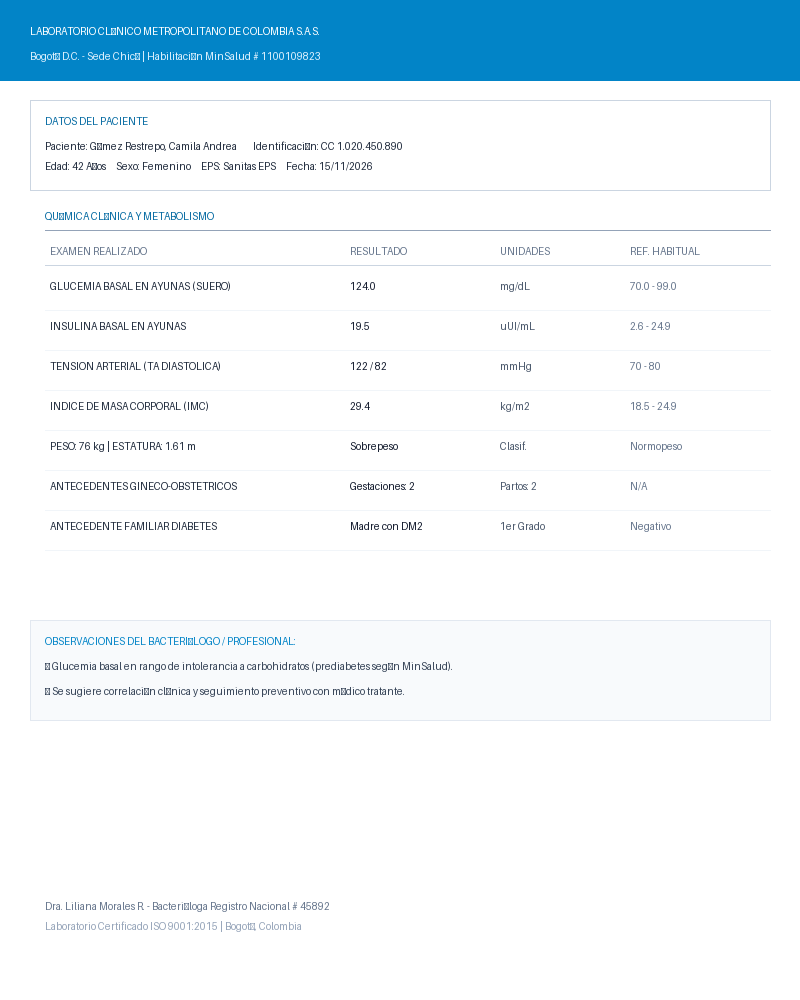 LABORATORIO CL□NICO METROPOLITANO DE COLOMBIA S.A.S.
Bogot□ D.C. - Sede Chic□ | Habilitaci□n MinSalud # 1100109823
DATOS DEL PACIENTE
Paciente: G□mez Restrepo, Camila Andrea Identificaci□n: CC 1.020.450.890
Edad: 42 A□os Sexo: Femenino EPS: Sanitas EPS Fecha: 15/11/2026
QU□MICA CL□NICA Y METABOLISMO
EXAMEN REALIZADO RESULTADO UNIDADES REF. HABITUAL
GLUCEMIA BASAL EN AYUNAS (SUERO) 124.0 mg/dL 70.0 - 99.0
INSULINA BASAL EN AYUNAS 19.5 uUI/mL 2.6 - 24.9
TENSION ARTERIAL (TA DIASTOLICA) 122 / 82 mmHg 70 - 80
INDICE DE MASA CORPORAL (IMC) 29.4 kg/m2 18.5 - 24.9
PESO: 76 kg | ESTATURA: 1.61 m Sobrepeso Clasif. Normopeso
ANTECEDENTES GINECO-OBSTETRICOS Gestaciones: 2 Partos: 2 N/A
ANTECEDENTE FAMILIAR DIABETES Madre con DM2 1er Grado Negativo
OBSERVACIONES DEL BACTERI□LOGO / PROFESIONAL:
□ Glucemia basal en rango de intolerancia a carbohidratos (prediabetes seg□n MinSalud).
□ Se sugiere correlaci□n cl□nica y seguimiento preventivo con m□dico tratante.
Dra. Liliana Morales R. - Bacteri□loga Registro Nacional # 45892
Laboratorio Certificado ISO 9001:2015 | Bogot□, Colombia